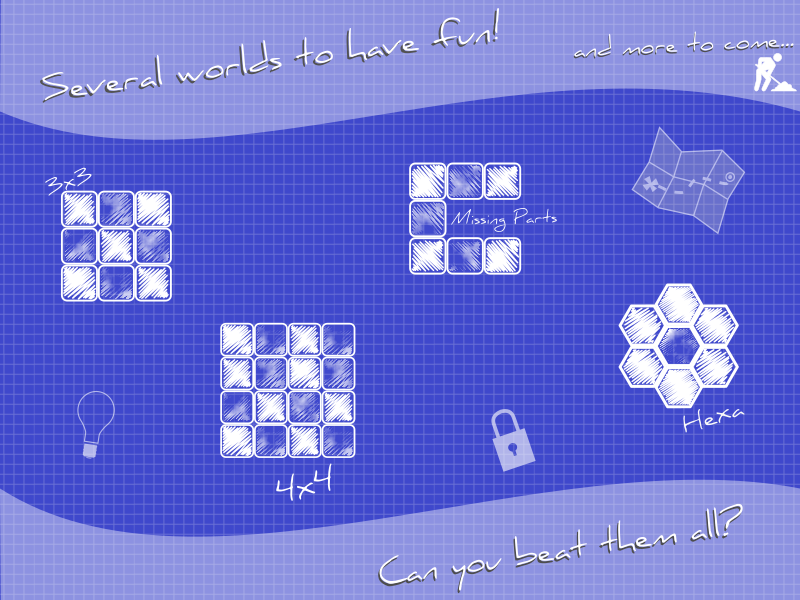 Several worlds to have fun!
and more to come...
3x3
Missing Parts
Hexa
4x4
Can you beat them all?